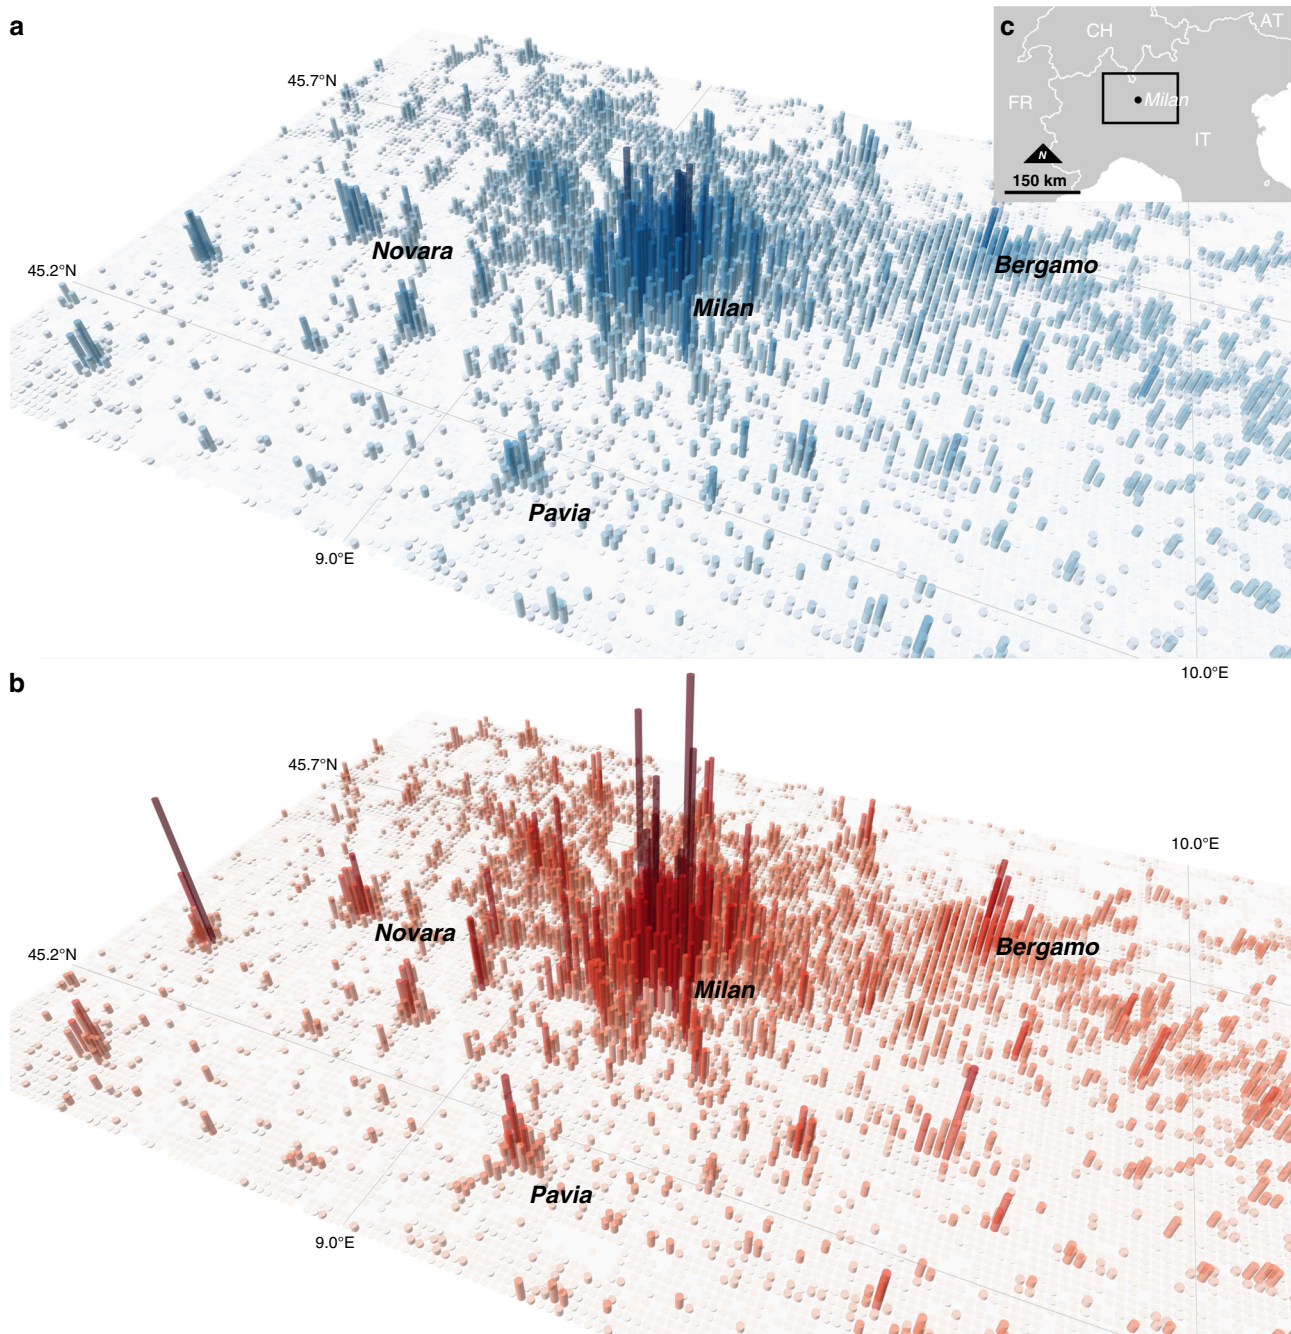 a
c
CH
AT
45.7°N
FR
Milan
IT
N
150 km
Novara
45.2°N
Bergamo
Milan
Pavia
9.0°E
10.0°E
b
45.7°N
10.0°E
Novara
Bergamo
45.2°N
Milan
Pavia
9.0°E